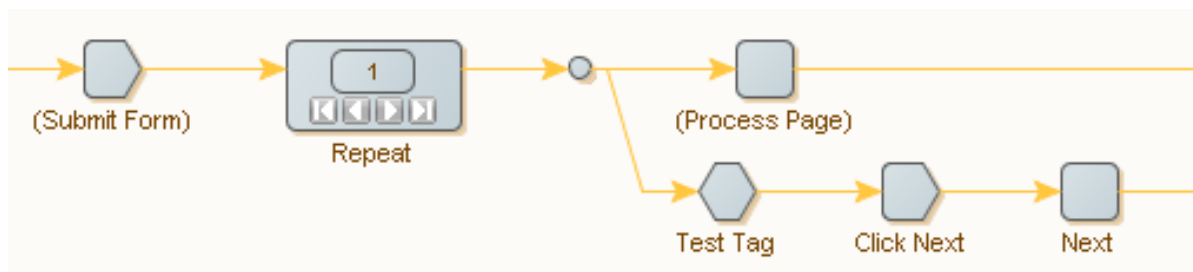 1
(Submit Form)
Repeat
(Process Page)
Test Tag
Click Next
Next